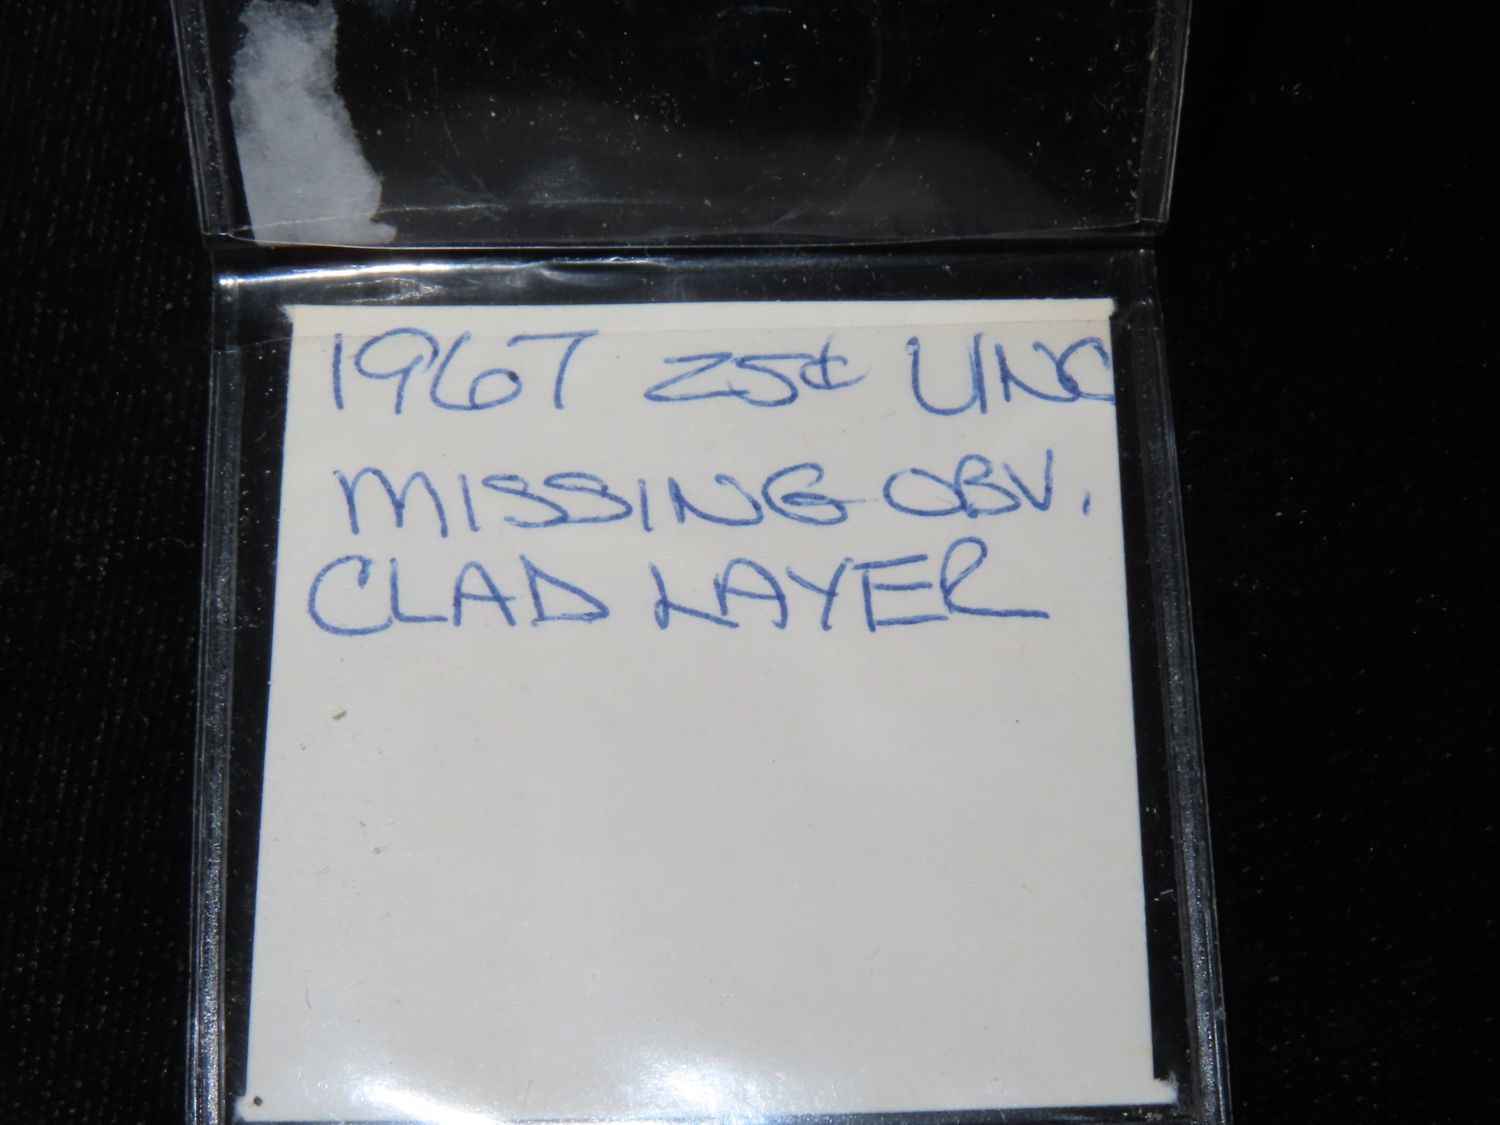 1967 25¢ UNC
MISSING OBV.
CLAD LAYER